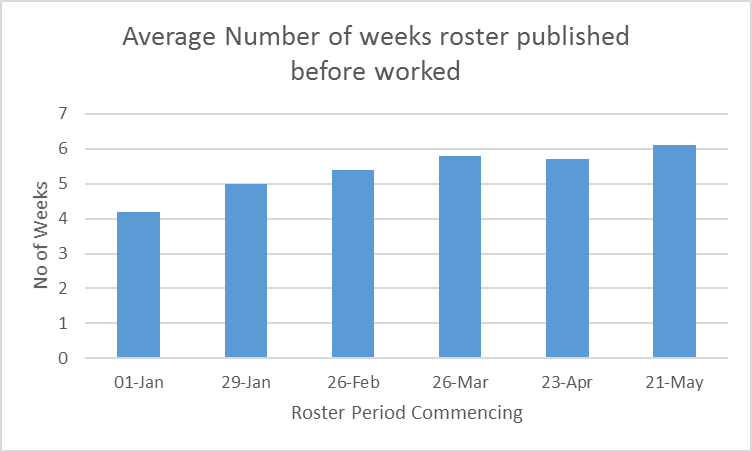 Average Number of weeks roster published
before worked
No of Weeks
7
6
5
4
3
2
1
0
01-Jan 29-Jan 26-Feb 26-Mar 23-Apr 21-May
Roster Period Commencing